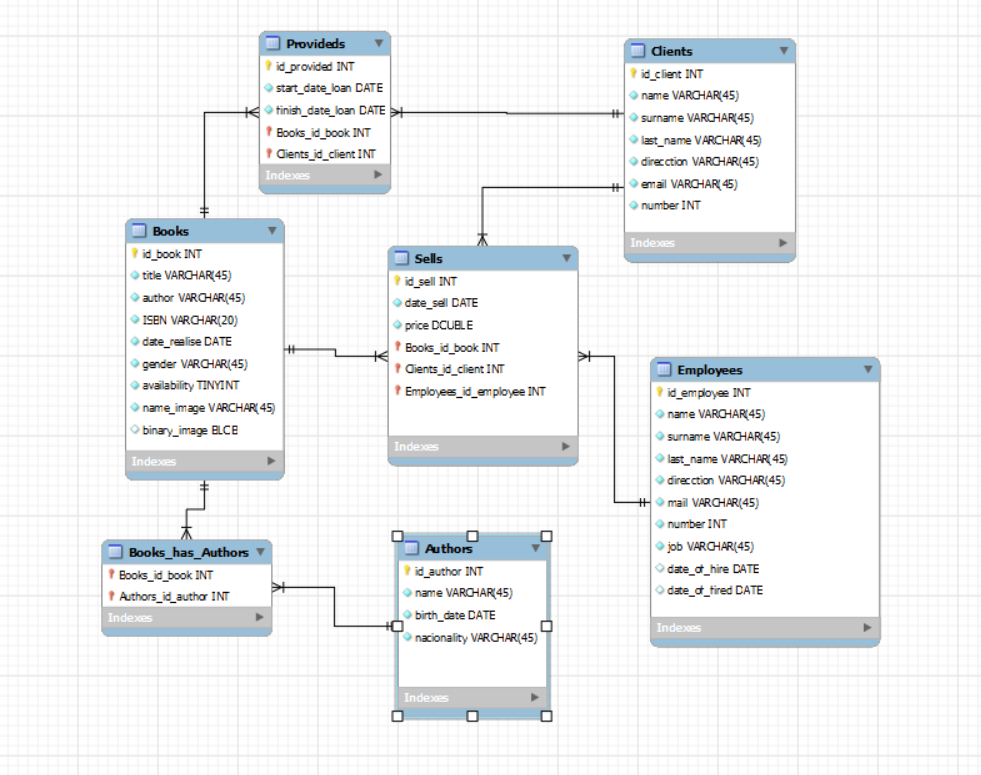 Provideds
id_provided INT
start_date_loan DATE
finish_date_loan DATE
Books_id_book INT
Clients_id_client INT
Indexes
Clients
id_client INT
name VARCHAR(45)
surname VARCHAR(45)
last_name VARCHAR(45)
direcction VARCHAR(45)
email VARCHAR(45)
number INT
Indexes
Books
id_book INT
title VARCHAR(45)
author VARCHAR(45)
ISBN VARCHAR(20)
date_realise DATE
gender VARCHAR(45)
availability TINYINT
name_image VARCHAR(45)
binary_image BLOB
Indexes
Sells
id_sell INT
date_sell DATE
price DOUBLE
Books_id_book INT
Clients_id_client INT
Employees_id_employee INT
Indexes
Employees
id_employee INT
name VARCHAR(45)
surname VARCHAR(45)
last_name VARCHAR(45)
direcction VARCHAR(45)
mail VARCHAR(45)
number INT
job VARCHAR(45)
date_of_hire DATE
date_of_fired DATE
Indexes
Books_has_Authors
Books_id_book INT
Authors_id_author INT
Indexes
Authors
id_author INT
name VARCHAR(45)
birth_date DATE
nacionality VARCHAR(45)
Indexes